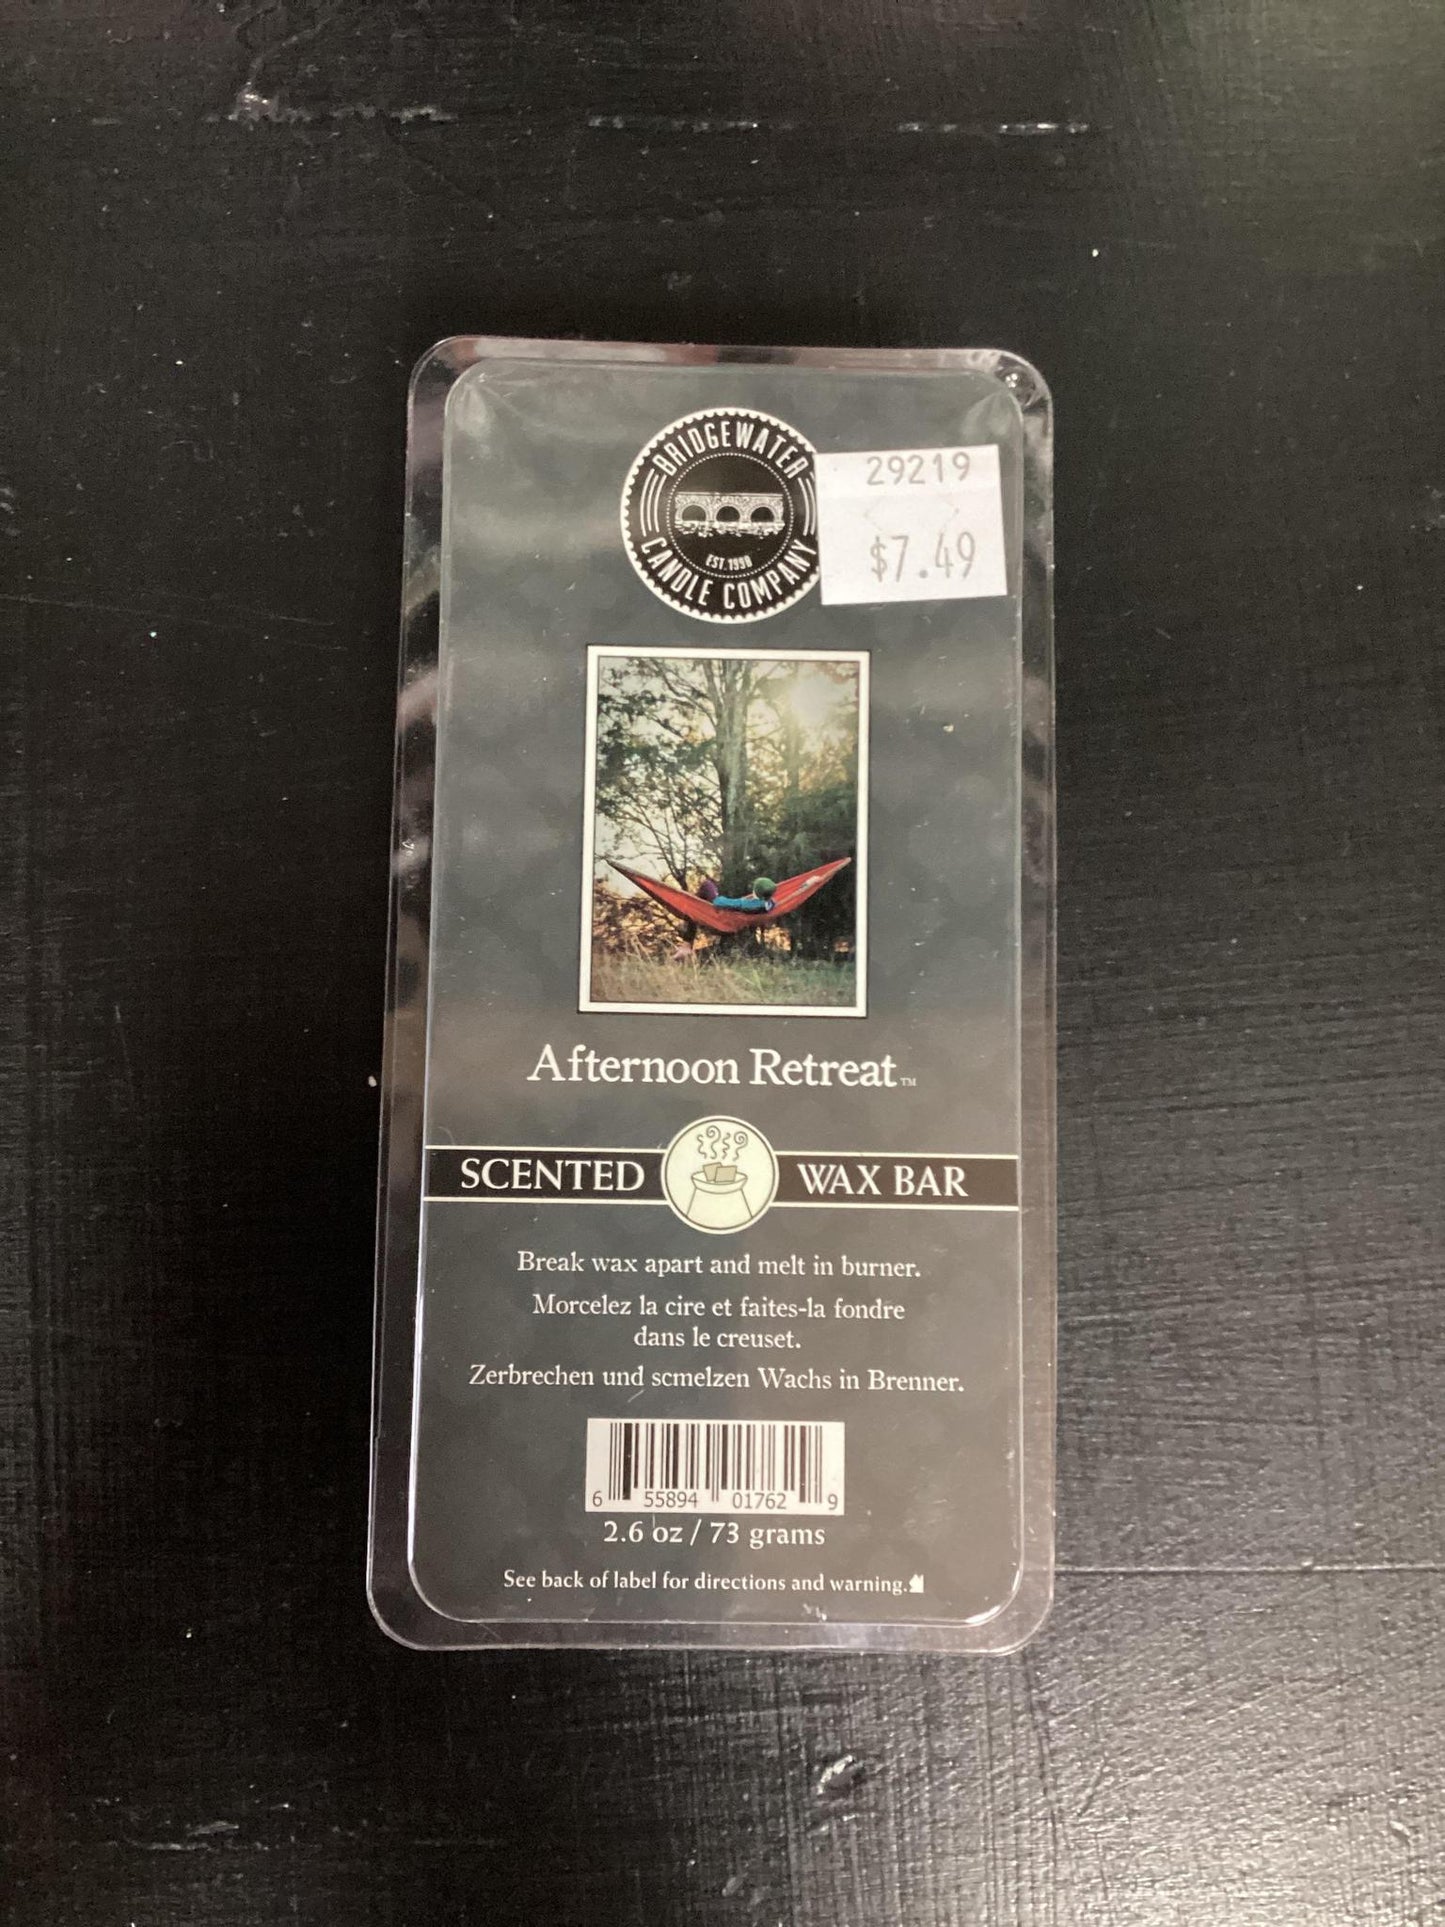 BRIDGEWATER
EST. 1998
CANDLE COMPANY
29219
$7.49
Afternoon Retreat™
SCENTED WAX BAR
Break wax apart and melt in burner.
Morcelez la cire et faites-la fondre
dans le creuset.
Zerbrechen und scmelzen Wachs in Brenner.
6 55894 01762 9
2.6 oz / 73 grams
See back of label for directions and warning.